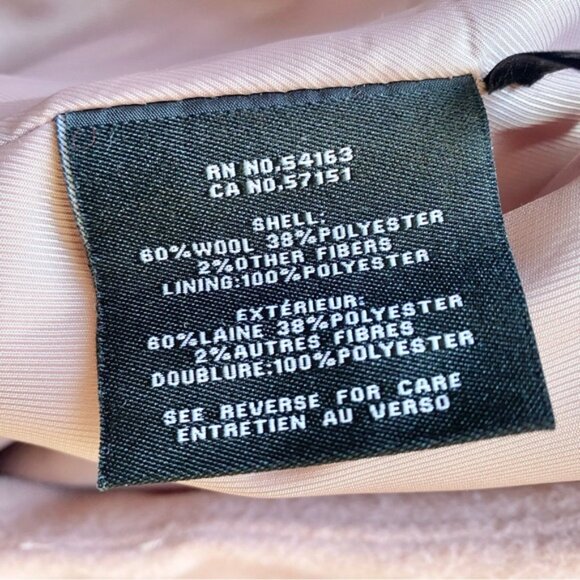 RN NO.54163
CA NO.57151
SHELL:
60%WOOL 38%POLYESTER
2%OTHER FIBERS
LINING:100%POLYESTER
EXTÉRIEUR:
60%LAINE 38%POLYESTER
2%AUTRES FIBRES
DOUBLURE:100%POLYESTER
SEE REVERSE FOR CARE
ENTRETIEN AU VERSO